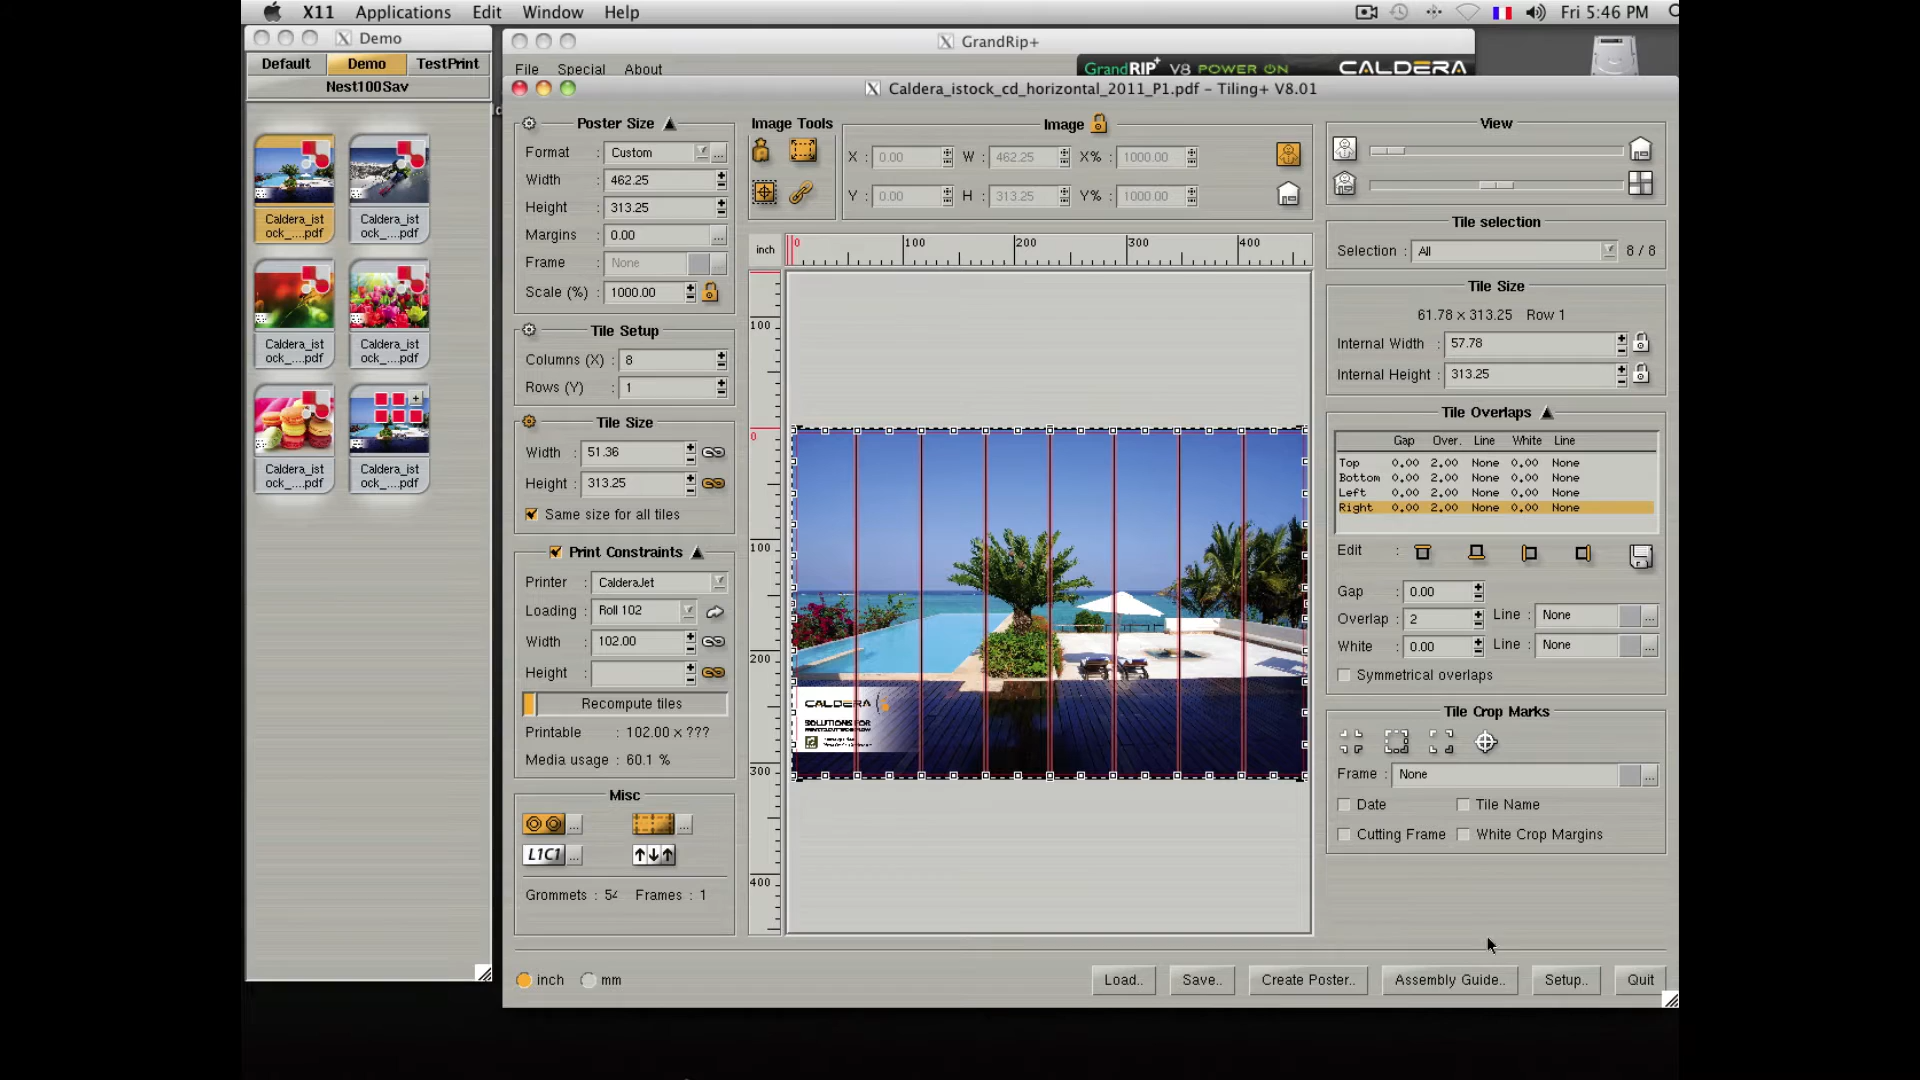 X11 Applications Edit Window Help
Fri 5:46 PM
Demo
Default Demo TestPrint
Nest100Sav
Caldera_ist
ock_....pdf
Caldera_ist
ock_....pdf
Caldera_ist
ock_....pdf
Caldera_ist
ock_....pdf
Caldera_ist
ock_....pdf
Caldera_ist
ock_....pdf
GrandRip+
File Special About
GrandRIP+ V8 POWER ON CALDERA
Caldera_istock_cd_horizontal_2011_P1.pdf - Tiling+ V8.01
Poster Size
Format : Custom ...
Width : 462.25
Height : 313.25
Margins : 0.00 ...
Frame : None
Scale (%) : 1000.00
Tile Setup
Columns (X) : 8
Rows (Y) : 1
Tile Size
Width : 51.36
Height : 313.25
Same size for all tiles
Print Constraints
Printer : CalderaJet
Loading : Roll 102
Width : 102.00
Height :
Recompute tiles
Printable : 102.00 × ???
Media usage : 60.1 %
Misc
... ...
L1C1 ...
Grommets : 54 Frames : 1
inch mm
Image Tools
Image
X : 0.00 W : 462.25 X% : 1000.00
Y : 0.00 H : 313.25 Y% : 1000.00
inch 0 100 200 300 400
100
0
100
200
300
400
CALDERA
SOLUTIONS FOR
View
Tile selection
Selection : All 8 / 8
Tile Size
61.78 × 313.25 Row 1
Internal Width : 57.78
Internal Height : 313.25
Tile Overlaps
Gap Over. Line White Line
Top 0.00 2.00 None 0.00 None
Bottom 0.00 2.00 None 0.00 None
Left 0.00 2.00 None 0.00 None
Right 0.00 2.00 None 0.00 None
Edit :
Gap : 0.00
Overlap : 2 Line : None ...
White : 0.00 Line : None ...
Symmetrical overlaps
Tile Crop Marks
Frame : None ...
Date Tile Name
Cutting Frame White Crop Margins
Load.. Save.. Create Poster.. Assembly Guide.. Setup.. Quit